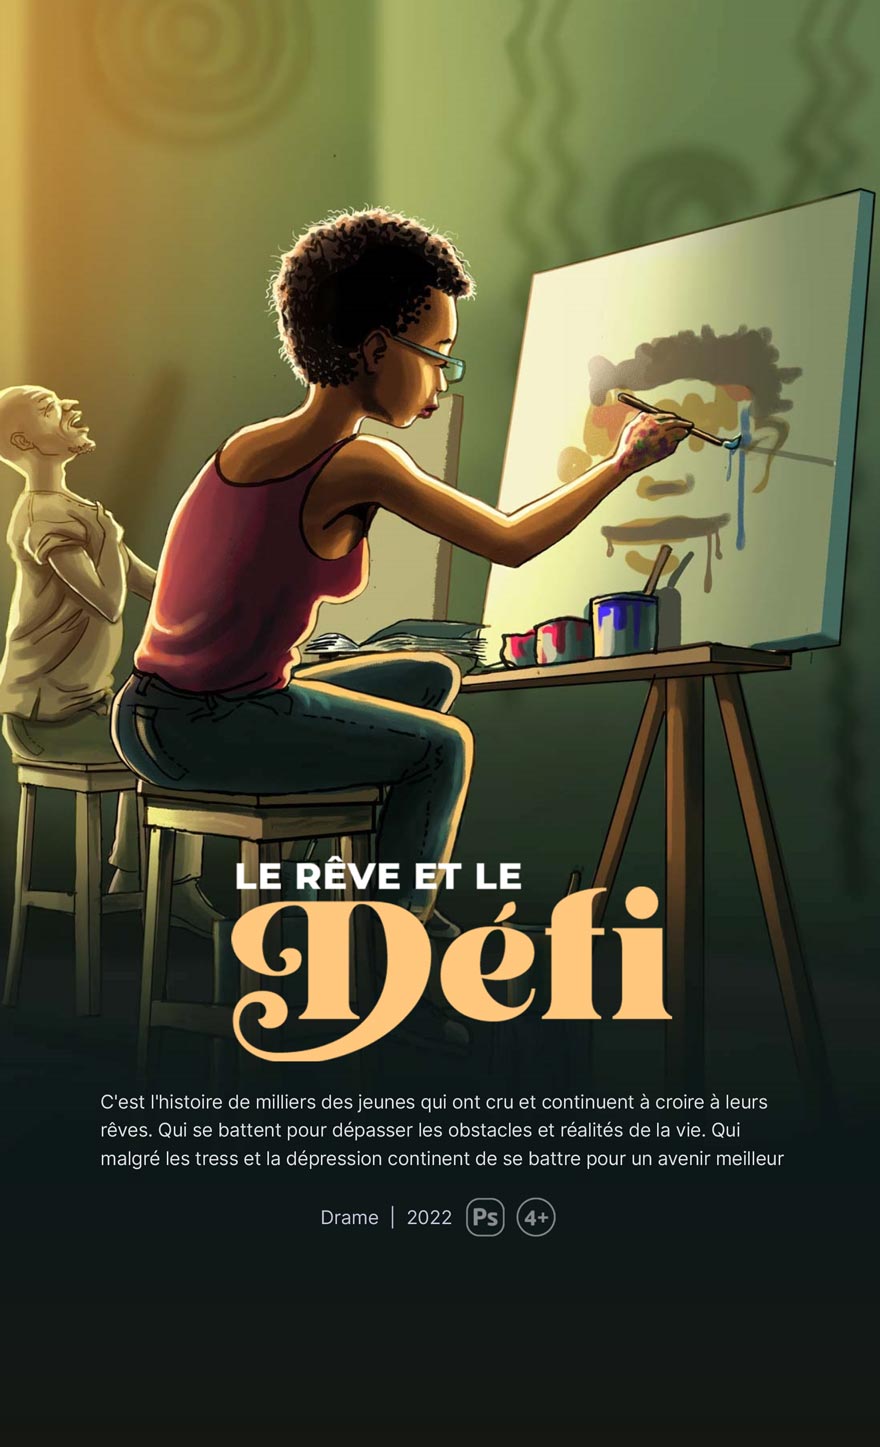 LE RÊVE ET LE
Défi
C'est l'histoire de milliers des jeunes qui ont cru et continuent à croire à leurs
rêves. Qui se battent pour dépasser les obstacles et réalités de la vie. Qui
malgré les tress et la dépression continent de se battre pour un avenir meilleur
Drame | 2022 Ps 4+